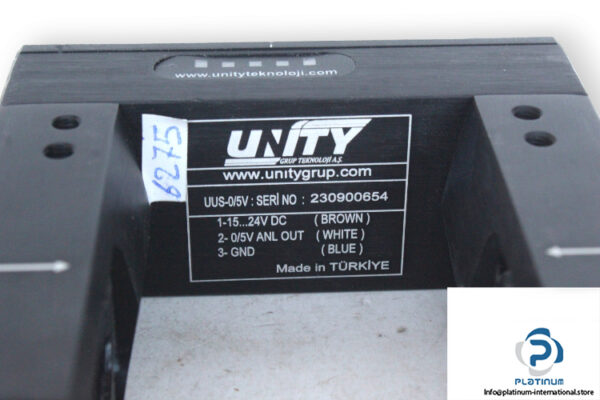 www.unityteknoloji.com
6275
UNITY
GRUP TEKNOLOJİ A.Ş.
www.unitygrup.com
UUS-0/5V : SERİ NO : 230900654
1-15...24V DC ( BROWN )
2- 0/5V ANL OUT ( WHITE )
3- GND ( BLUE )
Made in TÜRKİYE
PLATINUM
Info@platinum-international.store